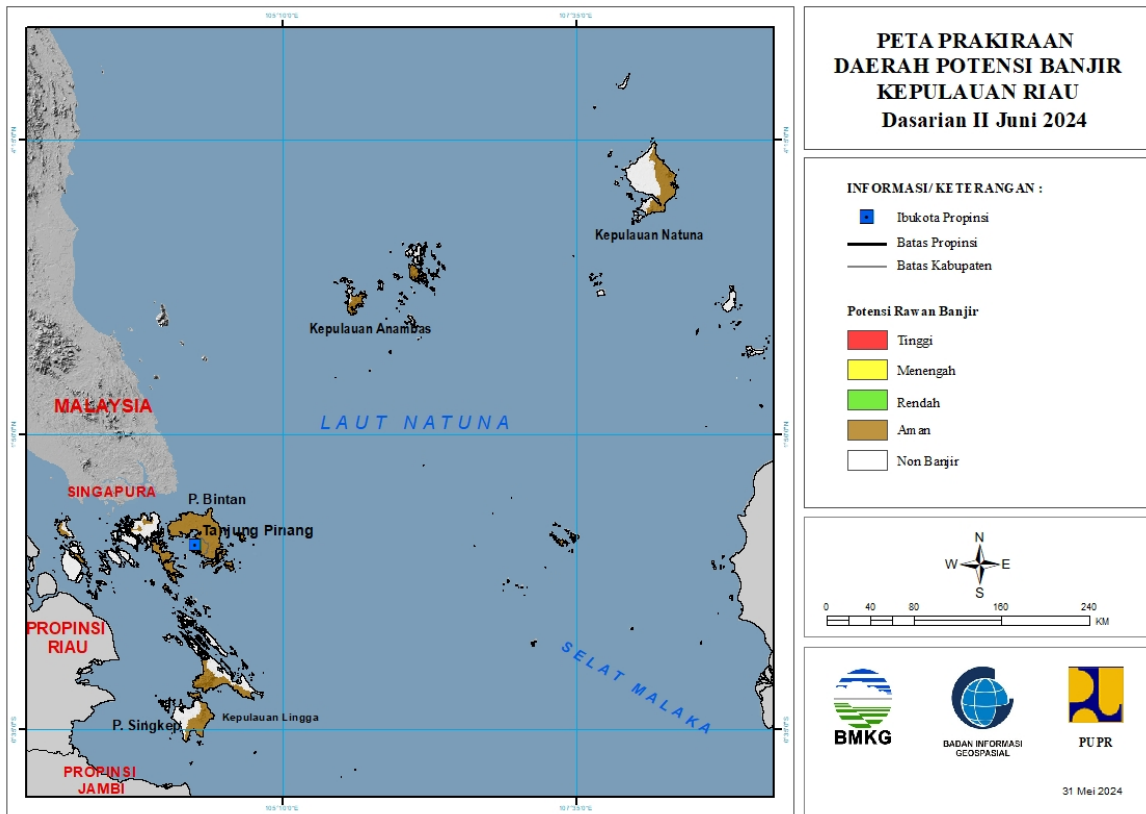 PETA PRAKIRAAN
DAERAH POTENSI BANJIR
KEPULAUAN RIAU
Dasarian II Juni 2024
INFORMASI/ KETERANGAN :
Ibukota Propinsi
Batas Propinsi
Batas Kabupaten
Potensi Rawan Banjir
Tinggi
Menengah
Rendah
Aman
Non Banjir
N
W E
S
0 40 80 160 240
KM
BMKG
BADAN INFORMASI
GEOSPASIAL
PUPR
31 Mei 2024
Kepulauan Natuna
Kepulauan Anambas
MALAYSIA
LAUT NATUNA
SINGAPURA
P. Bintan
Tanjung Pinang
PROPINSI
RIAU
SELAT MALAKA
Kepulauan Lingga
P. Singkep
PROPINSI
JAMBI